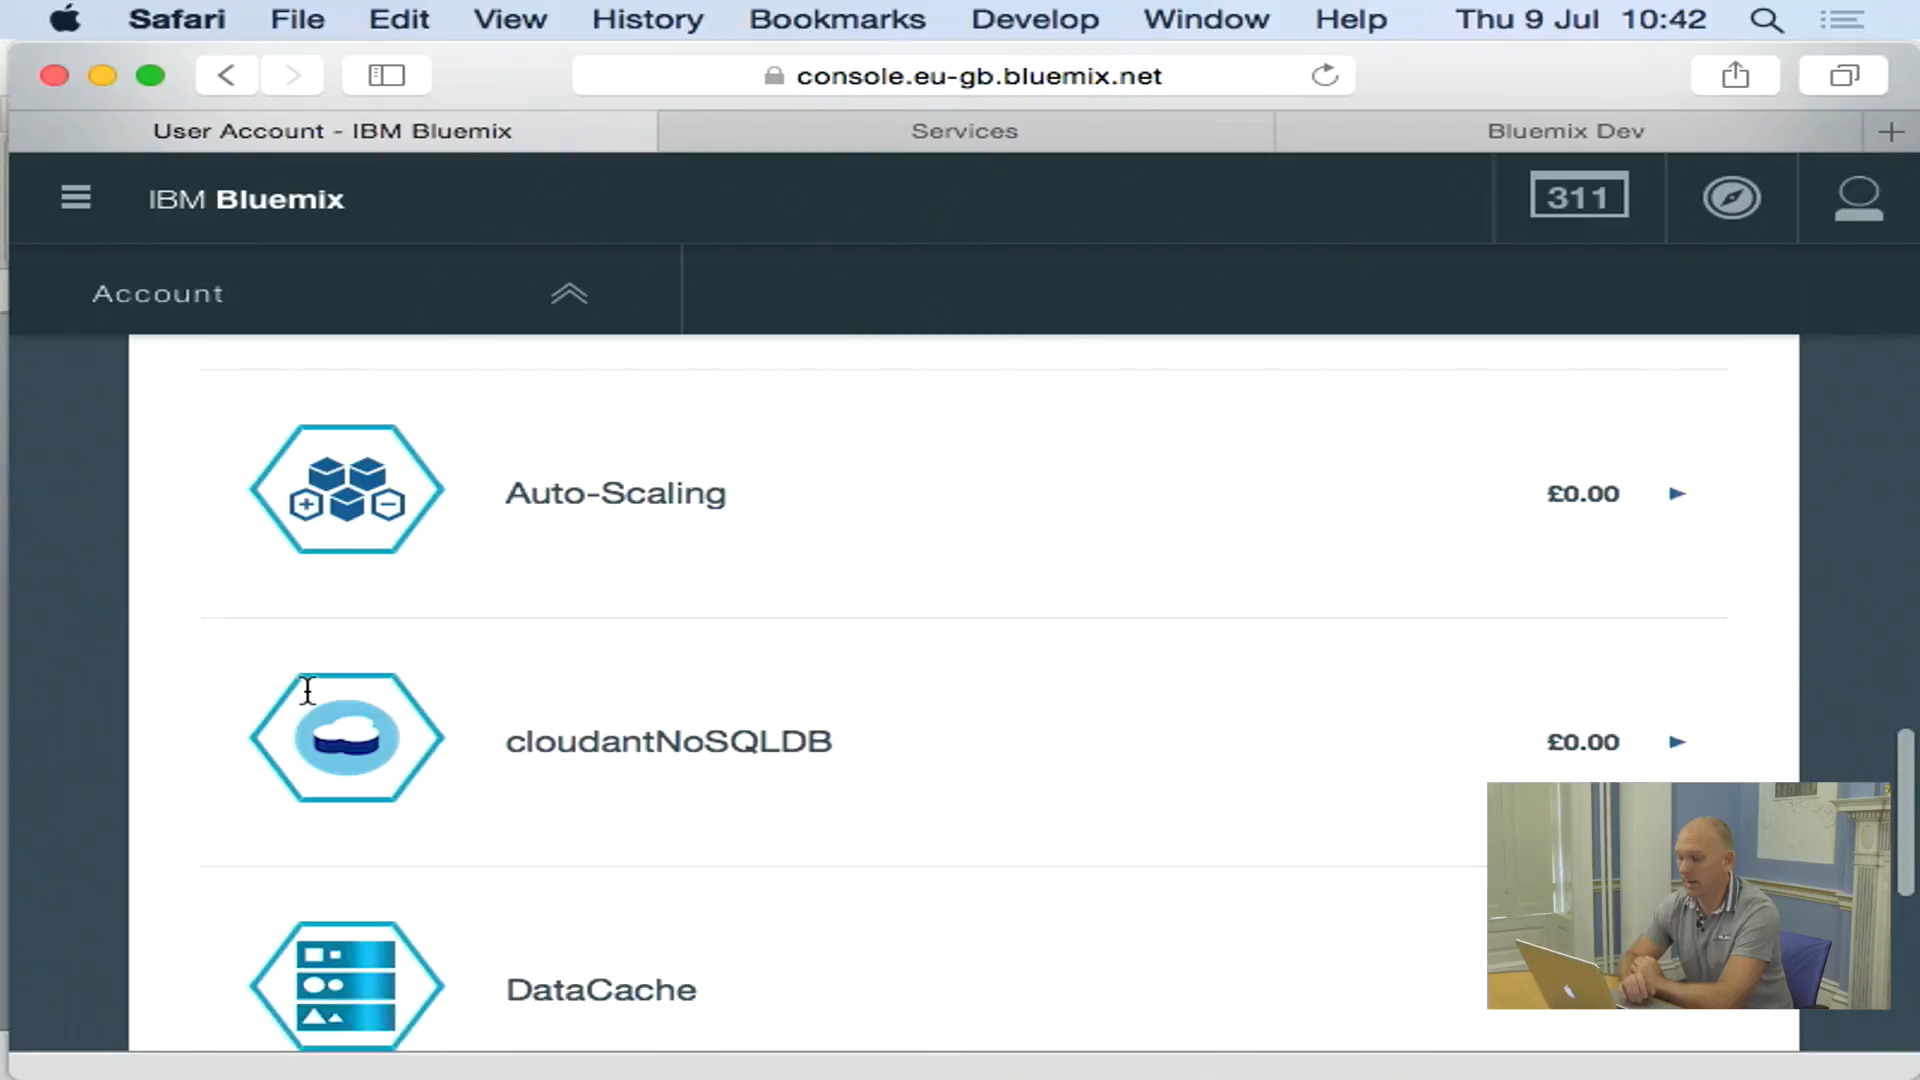 Safari File Edit View History Bookmarks Develop Window Help Thu 9 Jul 10:42
console.eu-gb.bluemix.net
User Account - IBM Bluemix Services Bluemix Dev
IBM Bluemix 311
Account
Auto-Scaling £0.00
cloudantNoSQLDB £0.00
DataCache